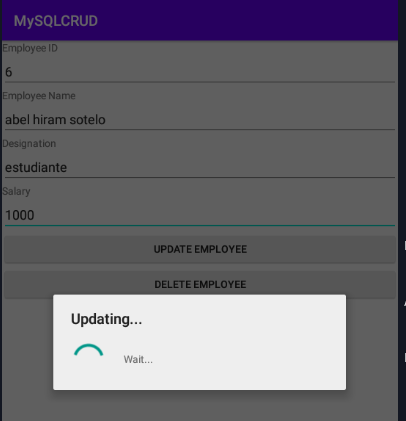 MySQLCRUD
Employee ID
6
Employee Name
abel hiram sotelo
Designation
estudiante
Salary
1000
UPDATE EMPLOYEE
DELETE EMPLOYEE
Updating...
Wait...